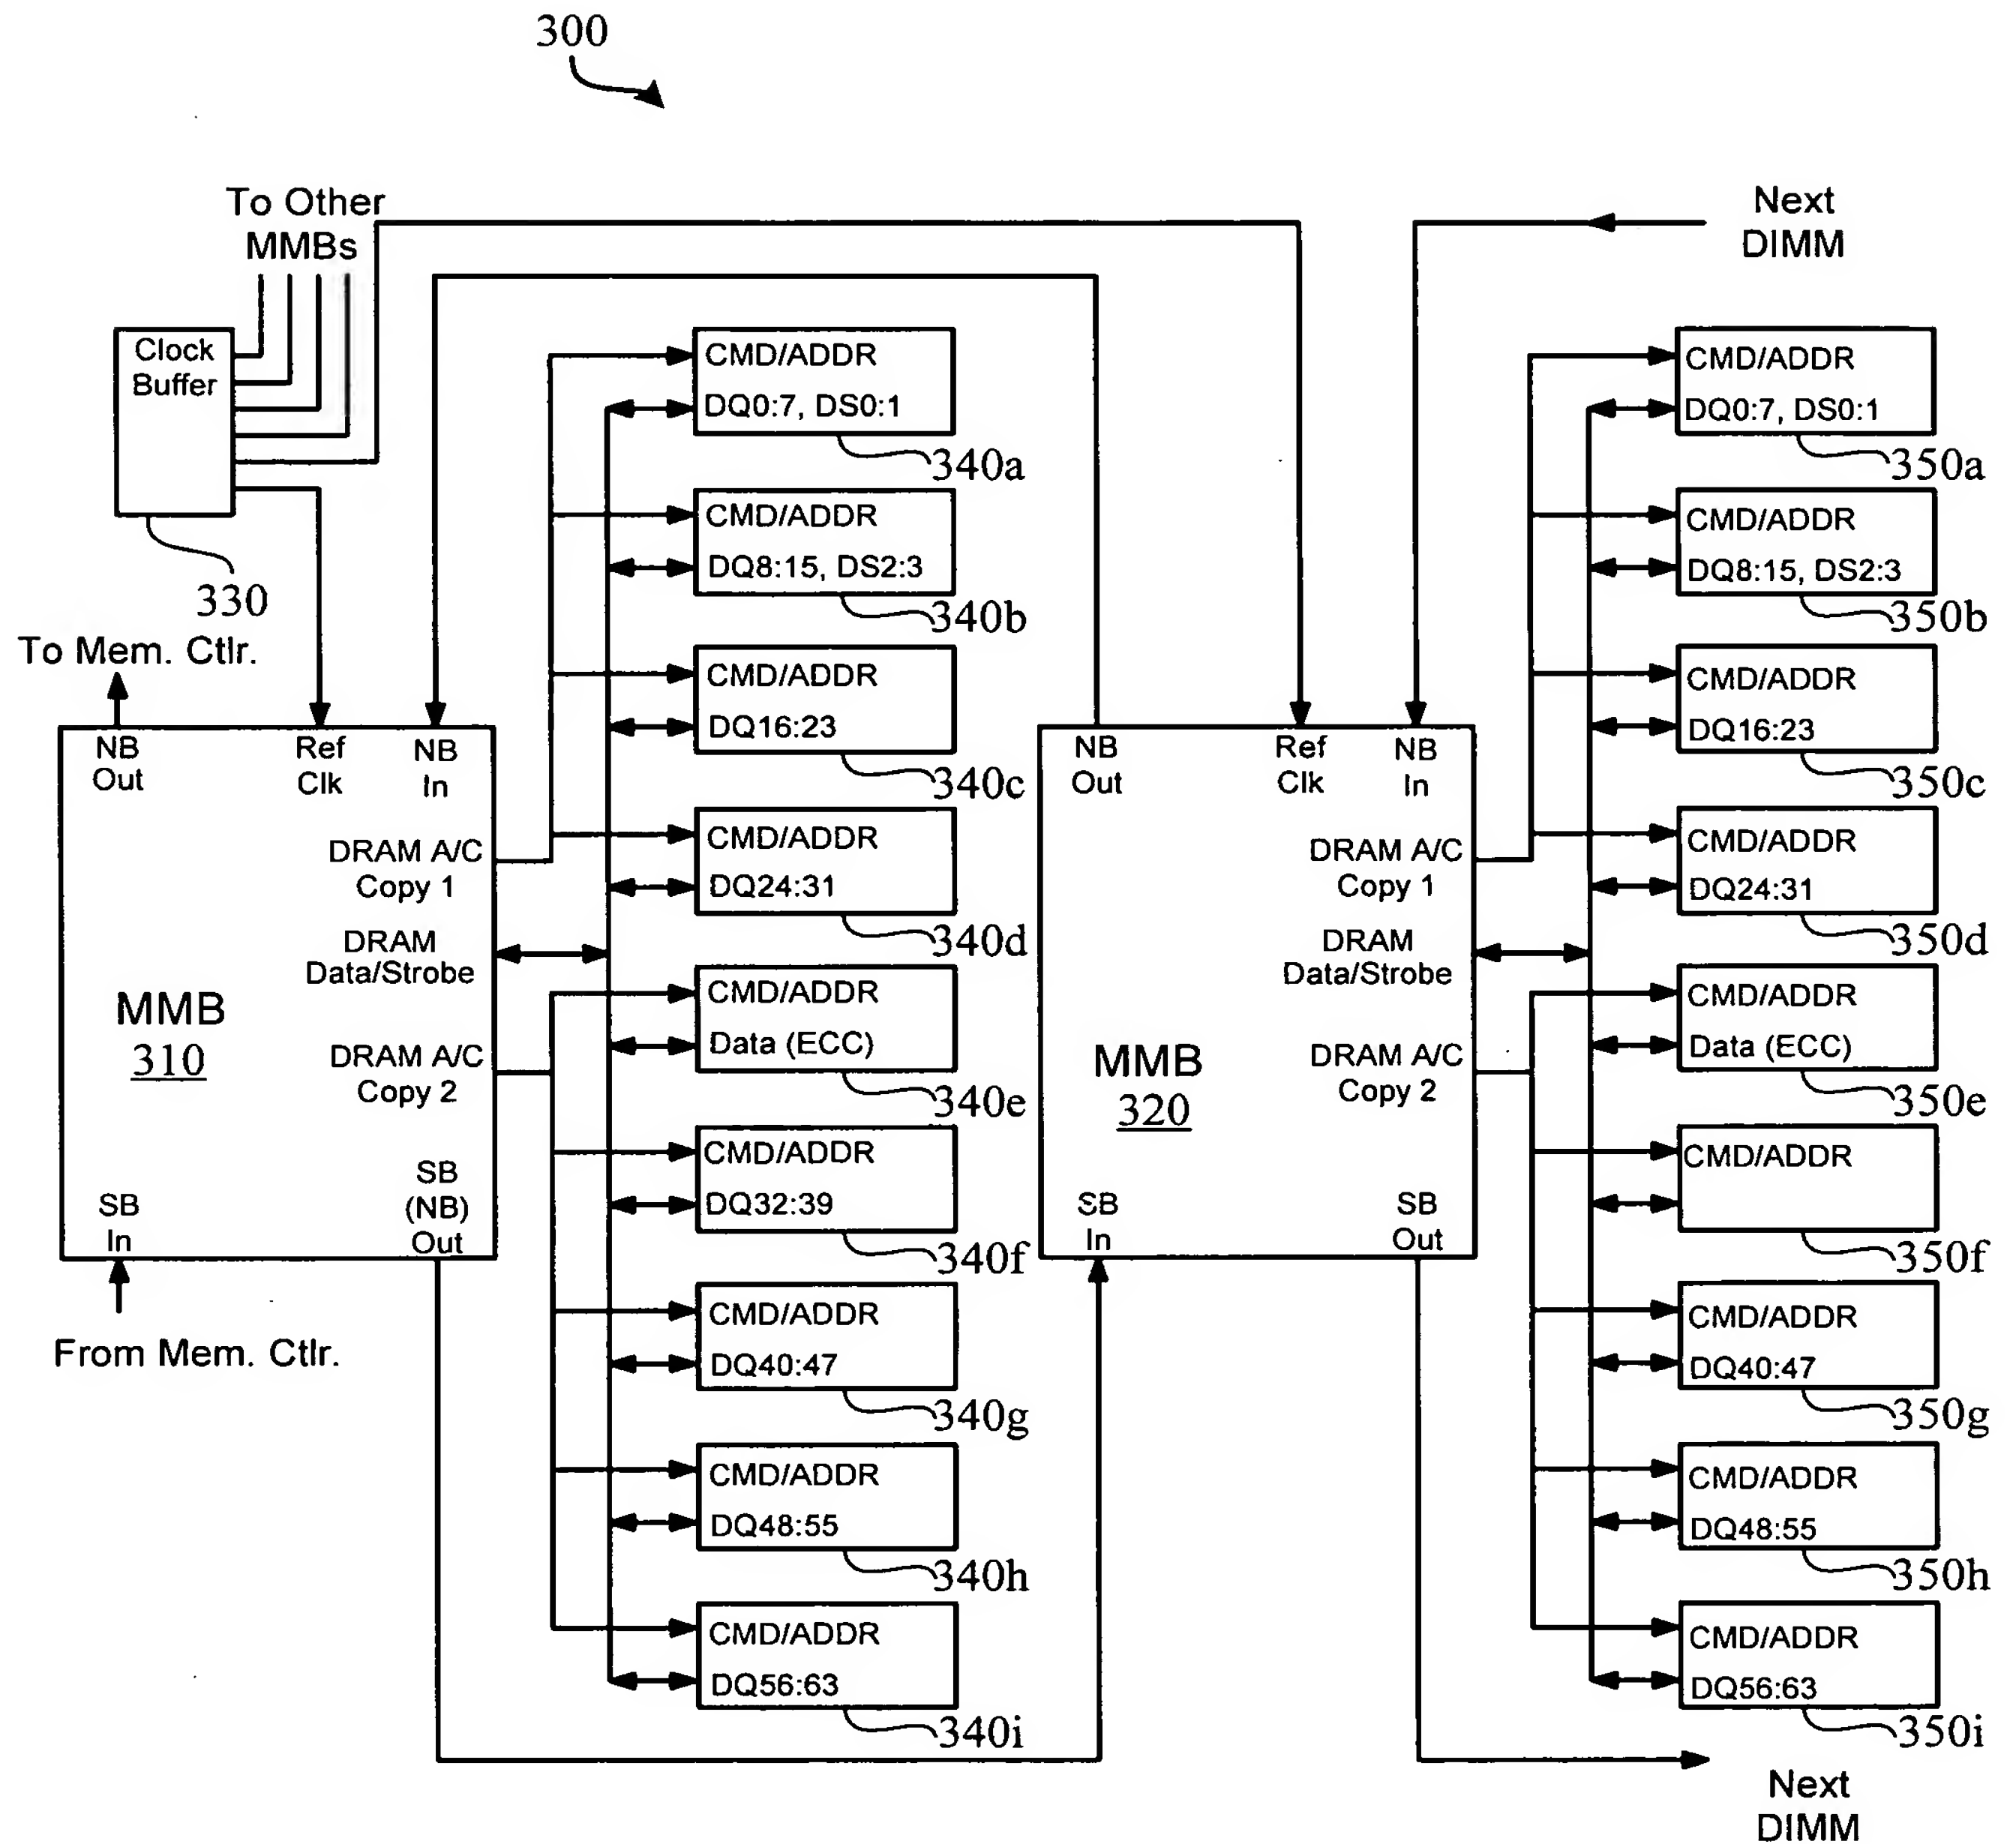 300
To Other
MMBs
Next
DIMM
Clock
Buffer
330
To Mem. Ctlr.
CMD/ADDR
DQ0:7, DS0:1
340a
CMD/ADDR
DQ8:15, DS2:3
340b
CMD/ADDR
DQ16:23
340c
CMD/ADDR
DQ24:31
340d
CMD/ADDR
Data (ECC)
340e
CMD/ADDR
DQ32:39
340f
CMD/ADDR
DQ40:47
340g
CMD/ADDR
DQ48:55
340h
CMD/ADDR
DQ56:63
340i
NB
Out
Ref
Clk
NB
In
DRAM A/C
Copy 1
DRAM
Data/Strobe
MMB
310
DRAM A/C
Copy 2
SB
In
SB
(NB)
Out
From Mem. Ctlr.
NB
Out
Ref
Clk
NB
In
DRAM A/C
Copy 1
DRAM
Data/Strobe
MMB
320
DRAM A/C
Copy 2
SB
In
SB
Out
CMD/ADDR
DQ0:7, DS0:1
350a
CMD/ADDR
DQ8:15, DS2:3
350b
CMD/ADDR
DQ16:23
350c
CMD/ADDR
DQ24:31
350d
CMD/ADDR
Data (ECC)
350e
CMD/ADDR
350f
CMD/ADDR
DQ40:47
350g
CMD/ADDR
DQ48:55
350h
CMD/ADDR
DQ56:63
350i
Next
DIMM